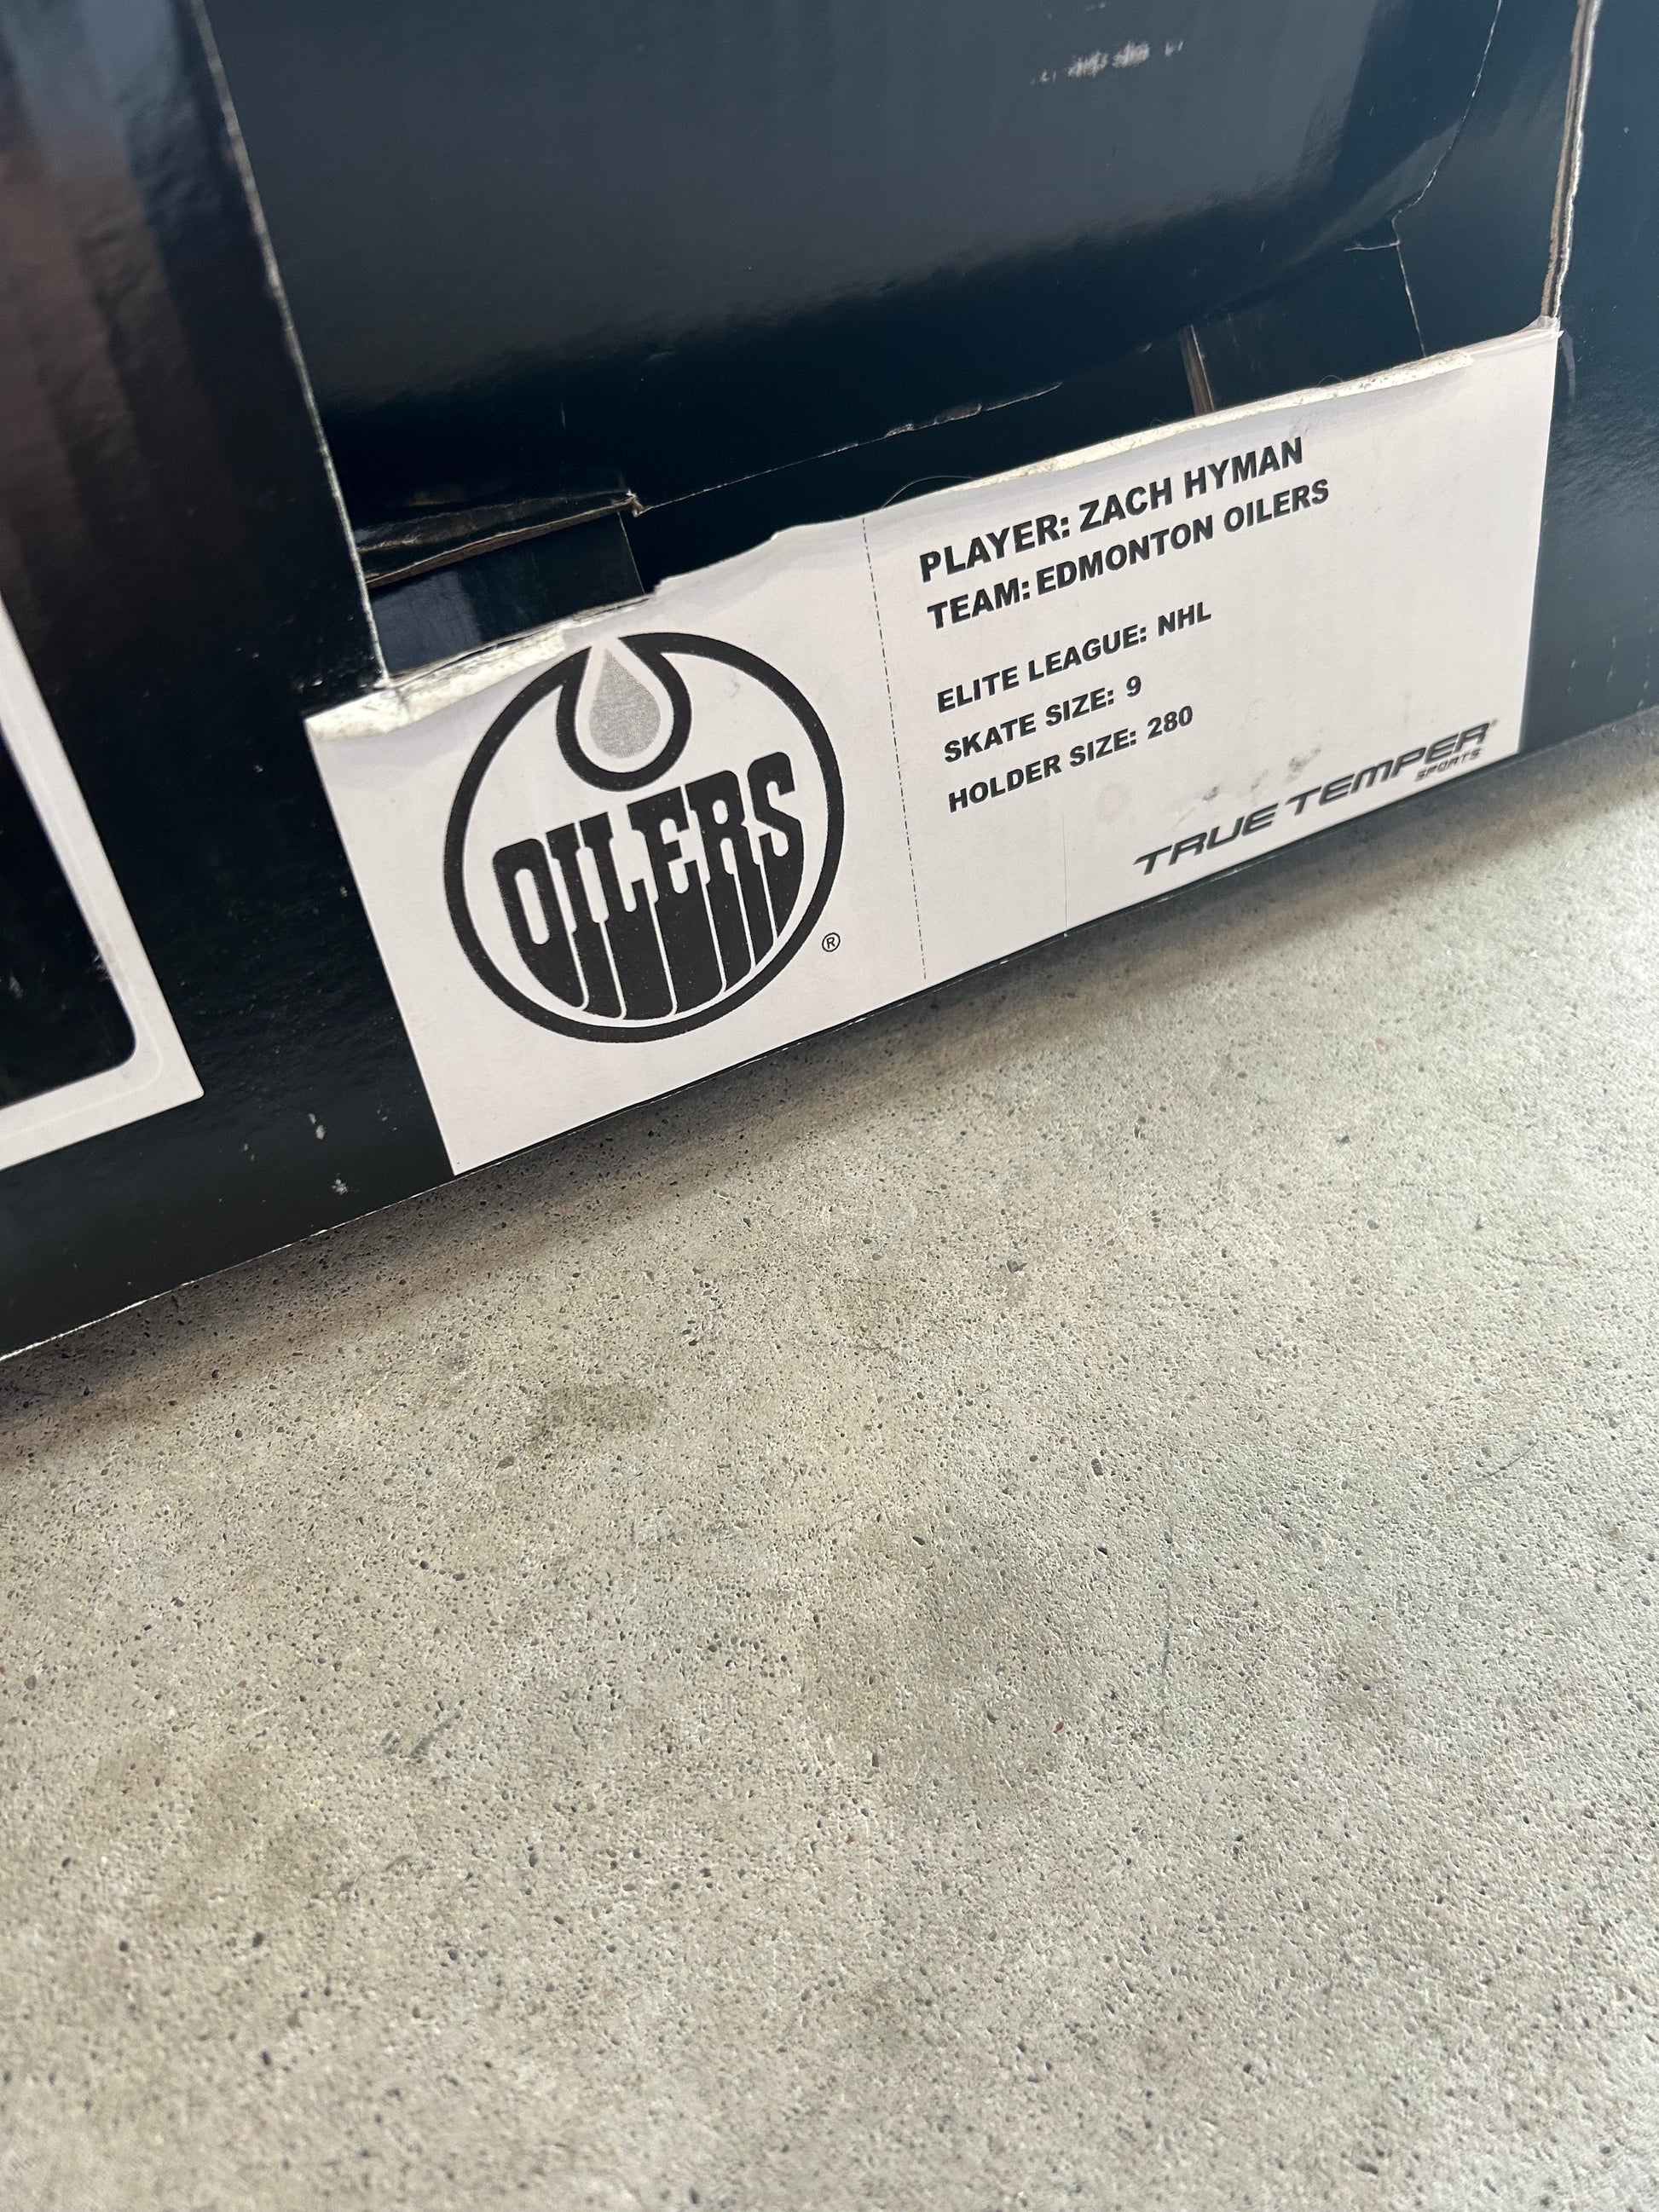 OILERS
®
PLAYER: ZACH HYMAN
TEAM: EDMONTON OILERS
ELITE LEAGUE: NHL
SKATE SIZE: 9
HOLDER SIZE: 280
TRUE TEMPER®
SPORTS